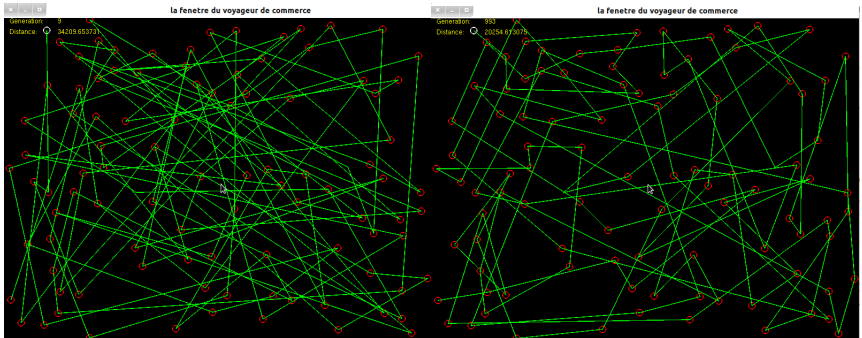 la fenetre du voyageur de commerce
Generation: 9
Distance: 34209.653731
la fenetre du voyageur de commerce
Generation: 993
Distance: 20254.613075